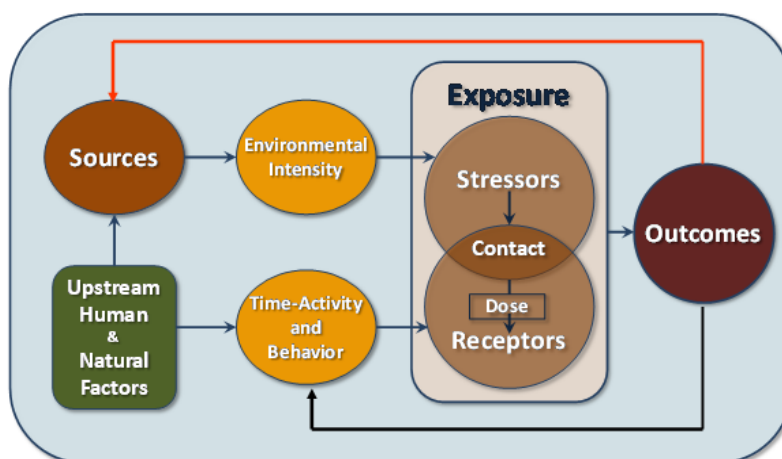 Exposure
Sources
Environmental
Intensity
Stressors
Contact
Outcomes
Upstream
Human
&
Natural
Factors
Time-Activity
and
Behavior
Dose
Receptors